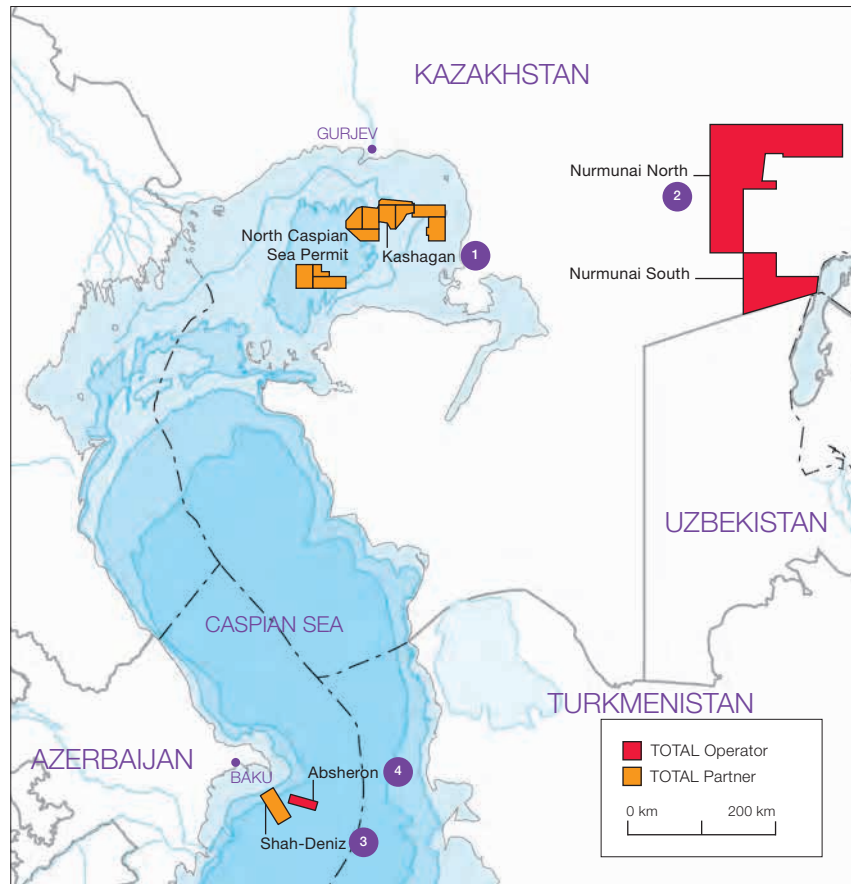 KAZAKHSTAN
GURJEV
Nurmunai North
2
North Caspian
Sea Permit
Kashagan
1
Nurmunai South
UZBEKISTAN
CASPIAN SEA
TURKMENISTAN
AZERBAIJAN
BAKU
Absheron
4
Shah-Deniz
3
TOTAL Operator
TOTAL Partner
0 km
200 km